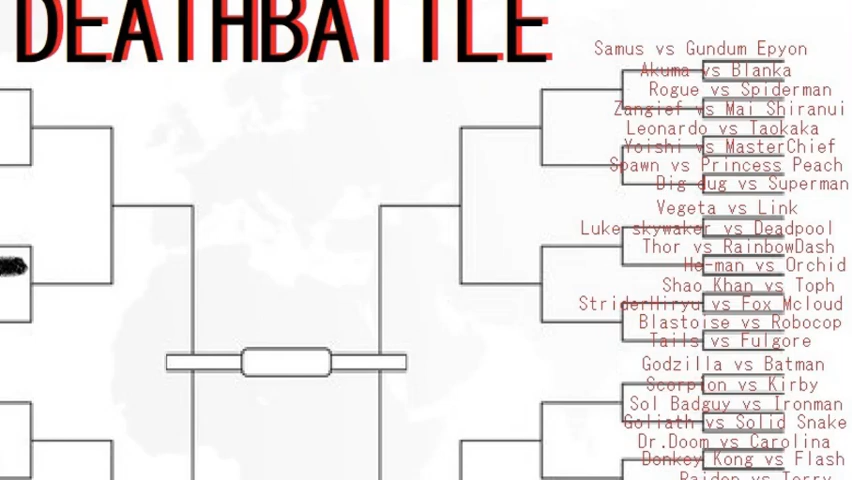 DEATHBATTLE
Samus vs Gundum Epyon
Akuma vs Blanka
Rogue vs Spiderman
Zangief vs Mai Shiranui
Leonardo vs Taokaka
Yoishi vs MasterChief
Spawn vs Princess Peach
Dig dug vs Superman
Vegeta vs Link
Luke skywaker vs Deadpool
Thor vs RainbowDash
He-man vs Orchid
Shao Khan vs Toph
StriderHiryu vs Fox Mcloud
Blastoise vs Robocop
Tails vs Fulgore
Godzilla vs Batman
Scorpion vs Kirby
Sol Badguy vs Ironman
Goliath vs Solid Snake
Dr.Doom vs Carolina
Donkey Kong vs Flash
Raiden vs Terry